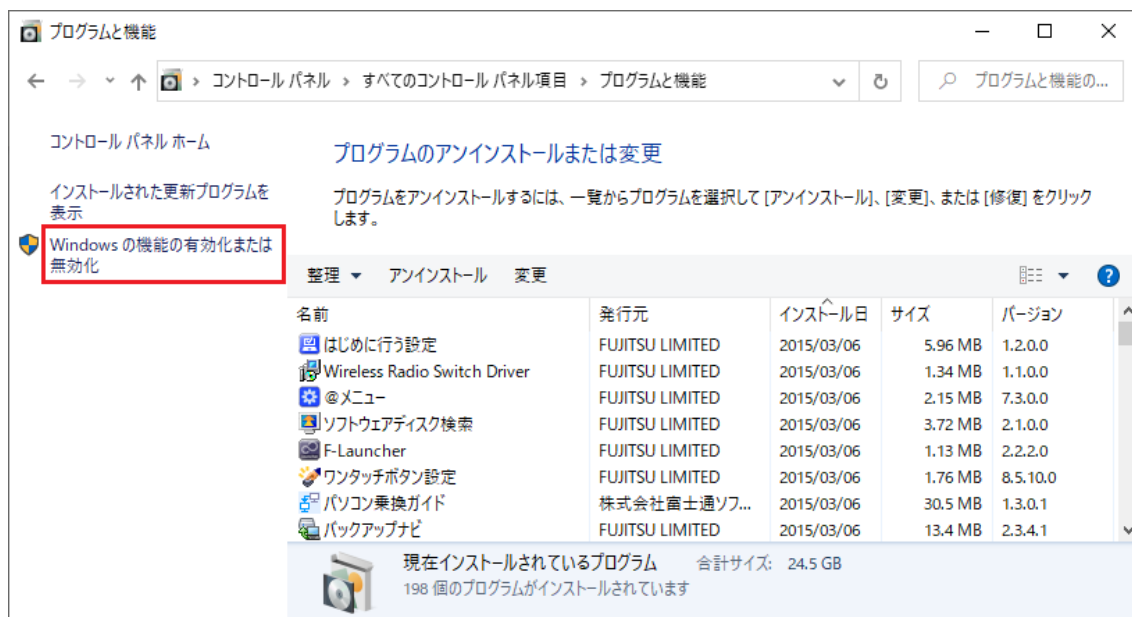 プログラムと機能
コントロール パネル › すべてのコントロール パネル項目 › プログラムと機能
プログラムと機能の...
コントロール パネル ホーム
インストールされた更新プログラムを
表示
Windows の機能の有効化または
無効化
プログラムのアンインストールまたは変更
プログラムをアンインストールするには、一覧からプログラムを選択して [アンインストール]、[変更]、または [修復] をクリック
します。
整理 アンインストール 変更
名前 発行元 インストール日 サイズ バージョン
はじめに行う設定 FUJITSU LIMITED 2015/03/06 5.96 MB 1.2.0.0
Wireless Radio Switch Driver FUJITSU LIMITED 2015/03/06 1.34 MB 1.1.0.0
@メニュー FUJITSU LIMITED 2015/03/06 2.15 MB 7.3.0.0
ソフトウェアディスク検索 FUJITSU LIMITED 2015/03/06 3.72 MB 2.1.0.0
F-Launcher FUJITSU LIMITED 2015/03/06 1.13 MB 2.2.2.0
ワンタッチボタン設定 FUJITSU LIMITED 2015/03/06 1.76 MB 8.5.10.0
パソコン乗換ガイド 株式会社富士通ソフ... 2015/03/06 30.5 MB 1.3.0.1
バックアップナビ FUJITSU LIMITED 2015/03/06 13.4 MB 2.3.4.1
現在インストールされているプログラム 合計サイズ: 24.5 GB
198 個のプログラムがインストールされています